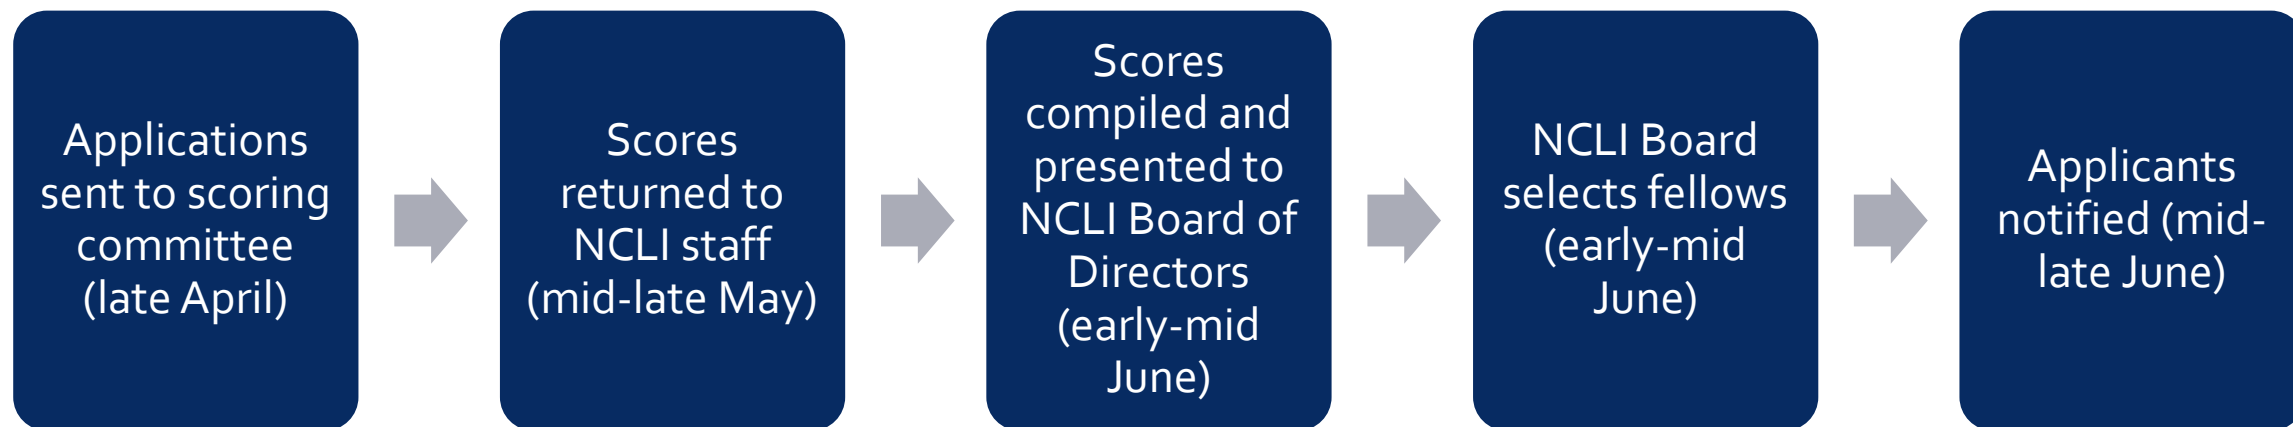 Applications
sent to scoring
committee
(late April)
Scores
returned to
NCLI staff
(mid-late May)
Scores
compiled and
presented to
NCLI Board of
Directors
(early-mid
June)
NCLI Board
selects fellows
(early-mid
June)
Applicants
notified (mid-
late June)